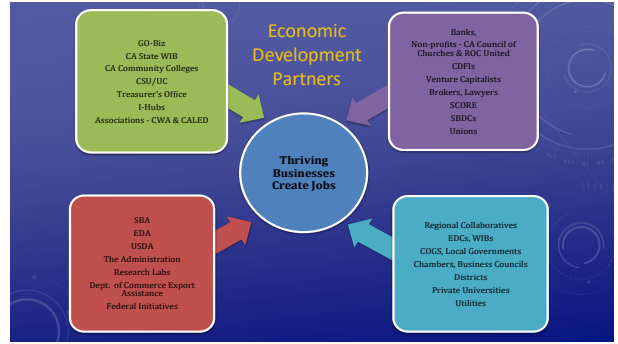 Economic
Development
Partners
GO-Biz
CA State WIB
CA Community Colleges
CSU/UC
Treasurer's Office
I-Hubs
Associations - CWA & CALED
Banks,
Non-profits - CA Council of
Churches & ROC United
CDFIs
Venture Capitalists
Brokers, Lawyers
SCORE
SBDCs
Unions
Thriving
Businesses
Create Jobs
SBA
EDA
USDA
The Administration
Research Labs
Dept. of Commerce Export
Assistance
Federal Initiatives
Regional Collaboratives
EDCs, WIBs
COGS, Local Governments
Chambers, Business Councils
Districts
Private Universities
Utilities